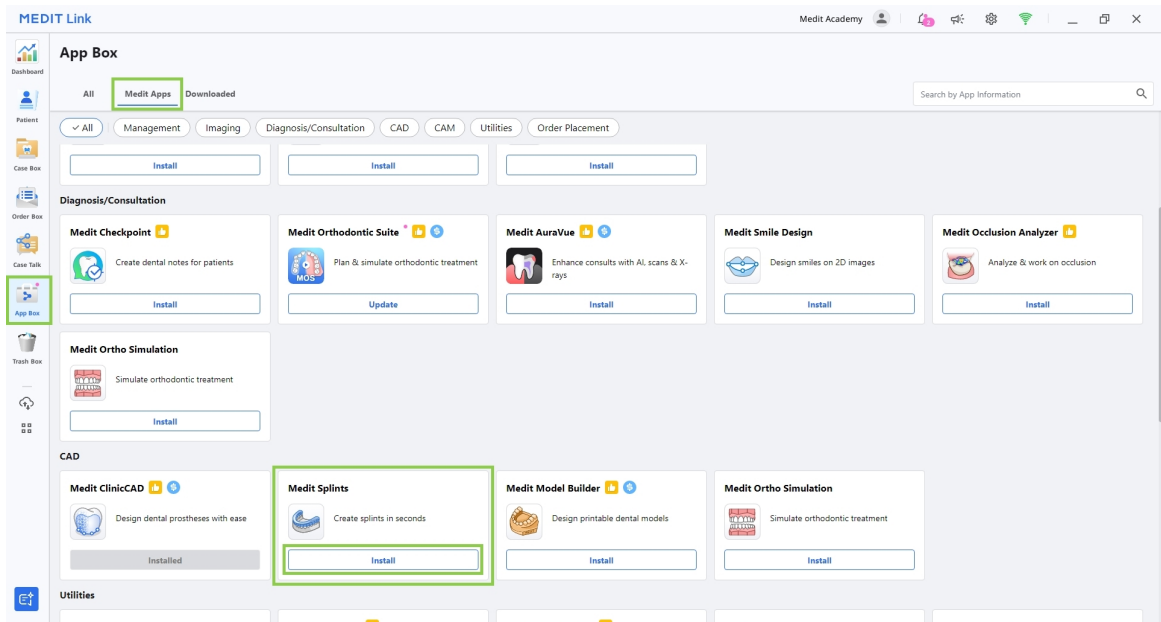 MEDIT Link
Medit Academy
2
App Box
Dashboard
Patient
Case Box
Order Box
Case Talk
App Box
Trash Box
All Medit Apps Downloaded
Search by App Information
All Management Imaging Diagnosis/Consultation CAD CAM Utilities Order Placement
Install Install Install
Diagnosis/Consultation
Medit Checkpoint
Create dental notes for patients
Install
Medit Orthodontic Suite
MOS
Plan & simulate orthodontic treatment
Update
Medit AuraVue
Enhance consults with AI, scans & X-
rays
Install
Medit Smile Design
Design smiles on 2D images
Install
Medit Occlusion Analyzer
Analyze & work on occlusion
Install
Medit Ortho Simulation
Simulate orthodontic treatment
Install
CAD
Medit ClinicCAD
Design dental prostheses with ease
Installed
Medit Splints
Create splints in seconds
Install
Medit Model Builder
Design printable dental models
Install
Medit Ortho Simulation
Simulate orthodontic treatment
Install
Utilities